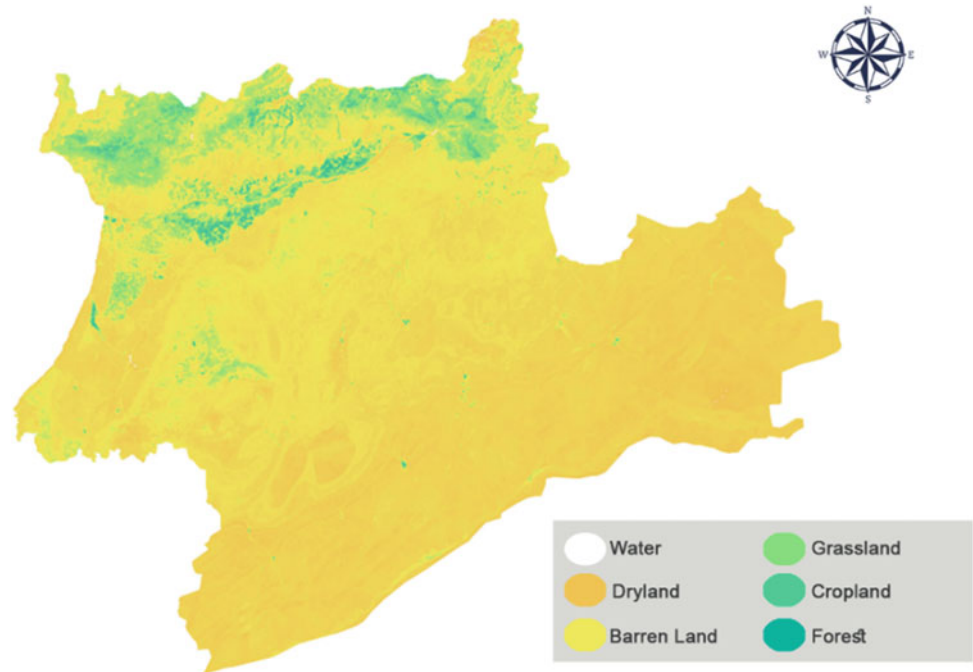 N
W E
S
Water
Grassland
Dryland
Cropland
Barren Land
Forest